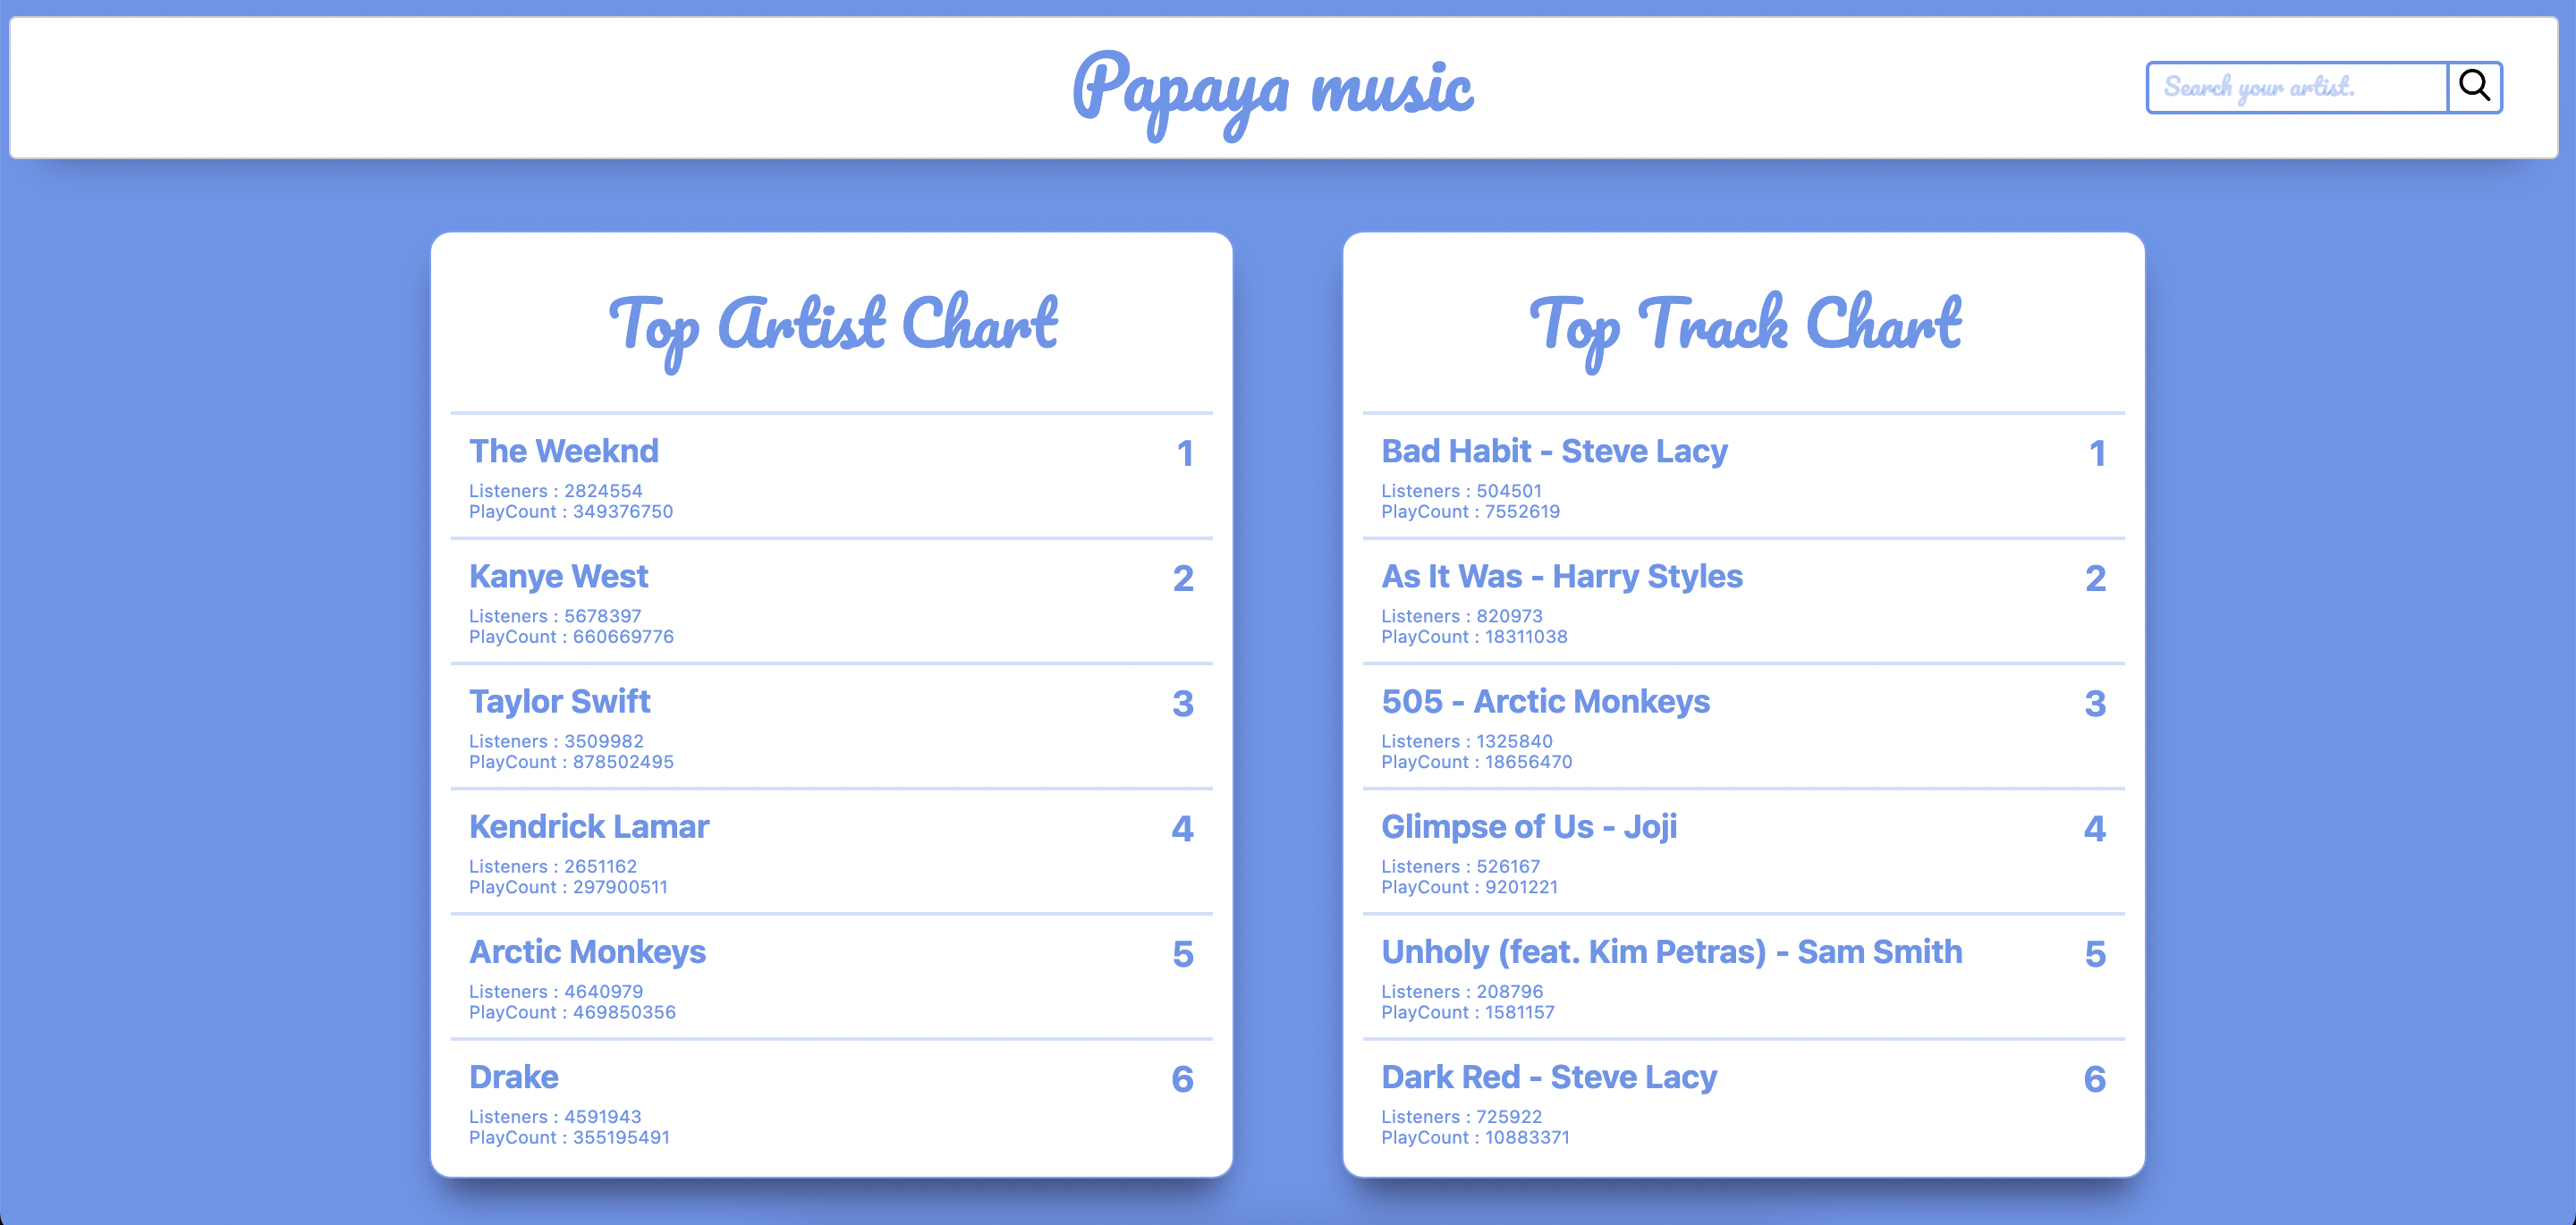 Papaya music
Search your artist.
Top Artist Chart
The Weeknd 1
Listeners : 2824554
PlayCount : 349376750
Kanye West 2
Listeners : 5678397
PlayCount : 660669776
Taylor Swift 3
Listeners : 3509982
PlayCount : 878502495
Kendrick Lamar 4
Listeners : 2651162
PlayCount : 297900511
Arctic Monkeys 5
Listeners : 4640979
PlayCount : 469850356
Drake 6
Listeners : 4591943
PlayCount : 355195491
Top Track Chart
Bad Habit - Steve Lacy 1
Listeners : 504501
PlayCount : 7552619
As It Was - Harry Styles 2
Listeners : 820973
PlayCount : 18311038
505 - Arctic Monkeys 3
Listeners : 1325840
PlayCount : 18656470
Glimpse of Us - Joji 4
Listeners : 526167
PlayCount : 9201221
Unholy (feat. Kim Petras) - Sam Smith 5
Listeners : 208796
PlayCount : 1581157
Dark Red - Steve Lacy 6
Listeners : 725922
PlayCount : 10883371